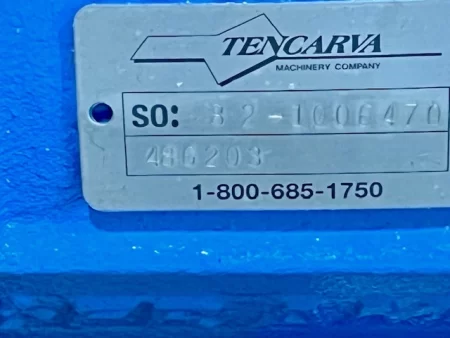 TENCARVA
MACHINERY COMPANY
SO: 82-1006470
486203
1-800-685-1750